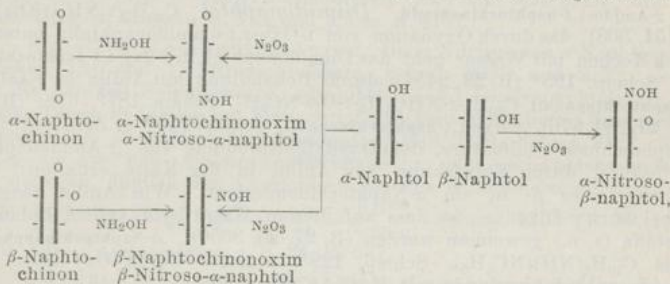 O O
NH₂OH N₂O₃
O NOH
α-Naphto- α-Naphtochinonoxim
chinon α-Nitroso-α-naphtol
OH NOH
OH O
N₂O₃
α-Naphtol β-Naphtol α-Nitroso-
β-naphtol,
O O
O NOH
NH₂OH N₂O₃
β-Naphto- β-Naphtochinonoxim
chinon β-Nitroso-α-naphtol